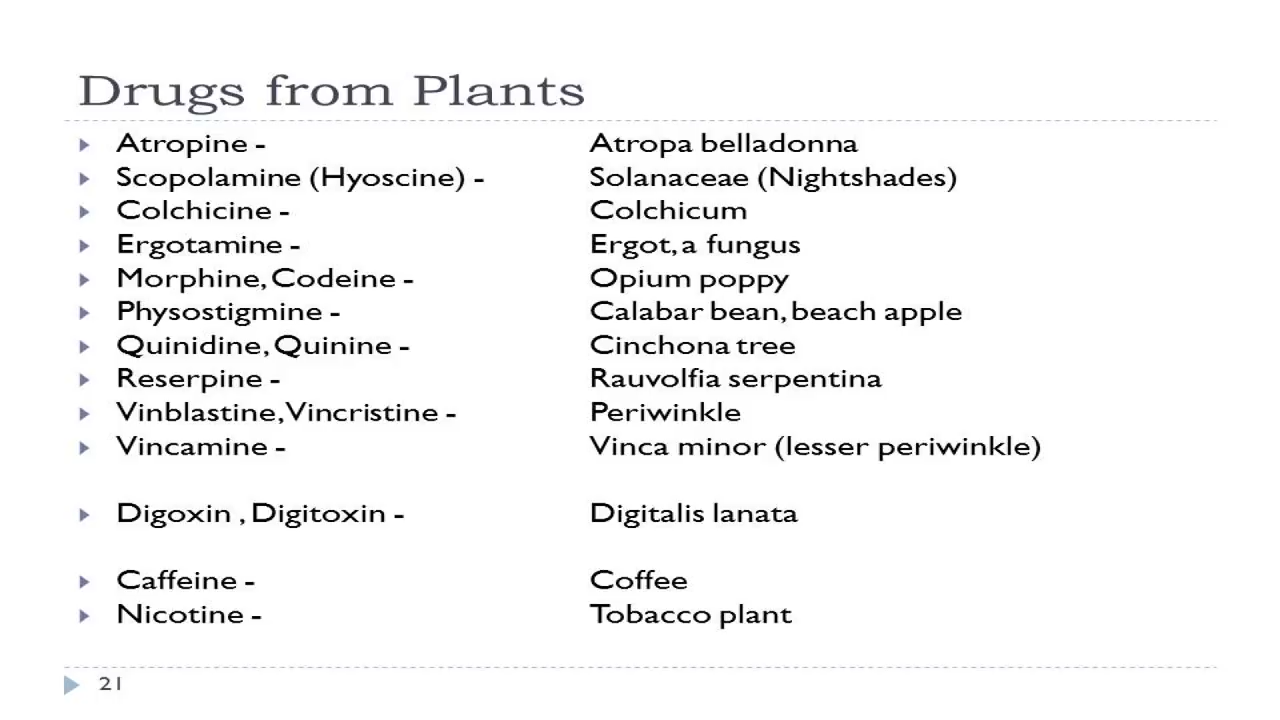 Drugs from Plants
Atropine - Atropa belladonna
Scopolamine (Hyoscine) - Solanaceae (Nightshades)
Colchicine - Colchicum
Ergotamine - Ergot, a fungus
Morphine, Codeine - Opium poppy
Physostigmine - Calabar bean, beach apple
Quinidine, Quinine - Cinchona tree
Reserpine - Rauvolfia serpentina
Vinblastine, Vincristine - Periwinkle
Vincamine - Vinca minor (lesser periwinkle)
Digoxin , Digitoxin - Digitalis lanata
Caffeine - Coffee
Nicotine - Tobacco plant
21